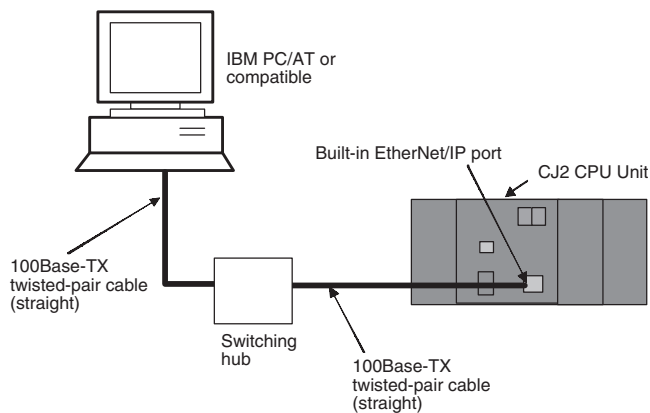 IBM PC/AT or
compatible
Built-in EtherNet/IP port
CJ2 CPU Unit
100Base-TX
twisted-pair cable
(straight)
Switching
hub
100Base-TX
twisted-pair cable
(straight)